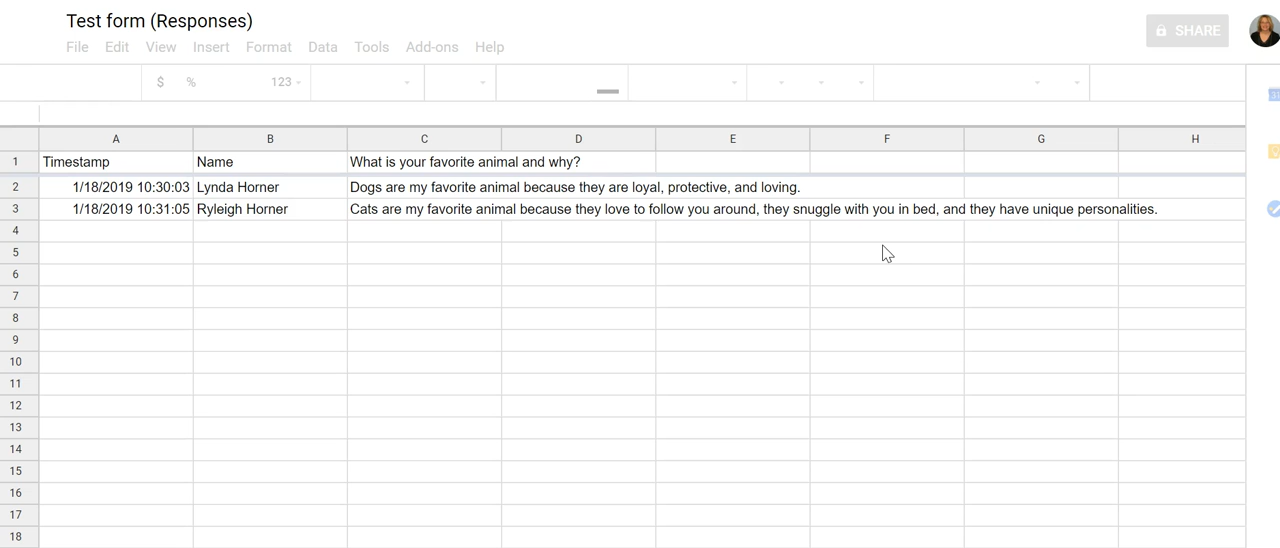 Test form (Responses)
File Edit View Insert Format Data Tools Add-ons Help
SHARE
$ % 123
A B C D E F G H
1 Timestamp Name What is your favorite animal and why?
2 1/18/2019 10:30:03 Lynda Horner Dogs are my favorite animal because they are loyal, protective, and loving.
3 1/18/2019 10:31:05 Ryleigh Horner Cats are my favorite animal because they love to follow you around, they snuggle with you in bed, and they have unique personalities.
4
5
6
7
8
9
10
11
12
13
14
15
16
17
18